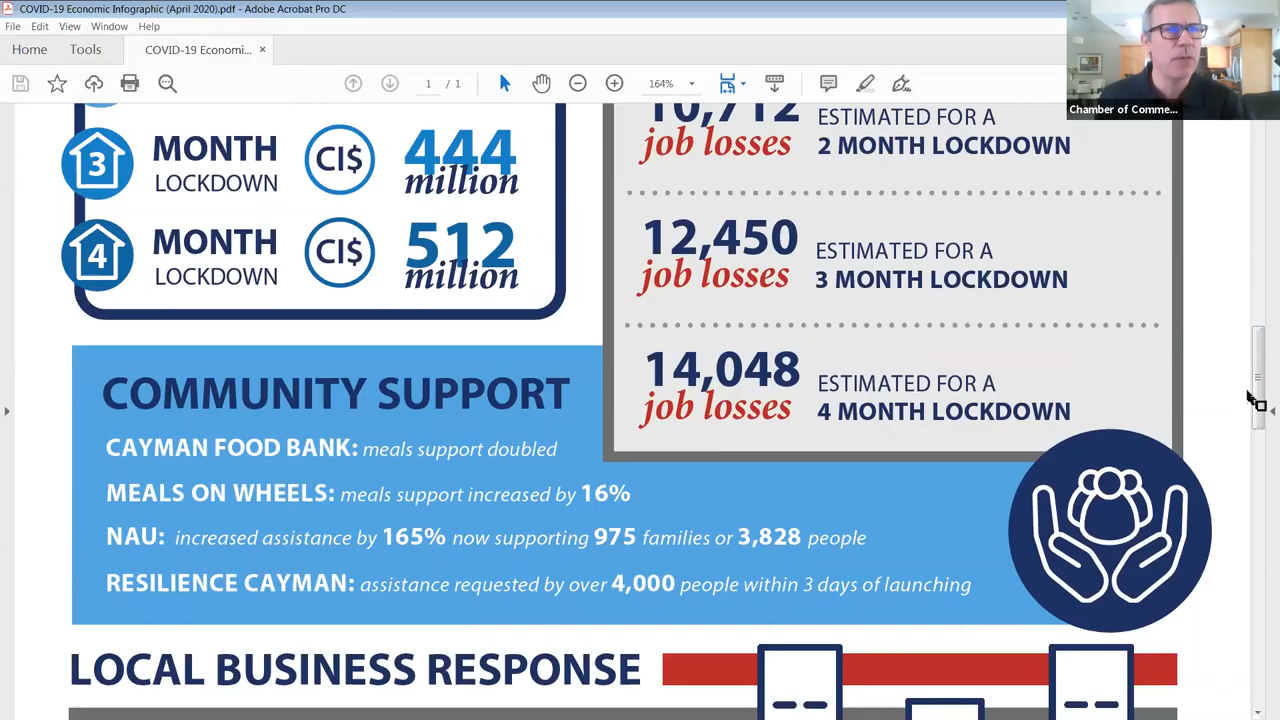 COVID-19 Economic Infographic (April 2020).pdf - Adobe Acrobat Pro DC
File Edit View Window Help
Home Tools COVID-19 Economi... ×
1 / 1 164%
Chamber of Comme...
3 MONTH LOCKDOWN CI$ 444 million
4 MONTH LOCKDOWN CI$ 512 million
10,712 job losses
ESTIMATED FOR A
2 MONTH LOCKDOWN
12,450 job losses
ESTIMATED FOR A
3 MONTH LOCKDOWN
14,048 job losses
ESTIMATED FOR A
4 MONTH LOCKDOWN
COMMUNITY SUPPORT
CAYMAN FOOD BANK: meals support doubled
MEALS ON WHEELS: meals support increased by 16%
NAU: increased assistance by 165% now supporting 975 families or 3,828 people
RESILIENCE CAYMAN: assistance requested by over 4,000 people within 3 days of launching
LOCAL BUSINESS RESPONSE